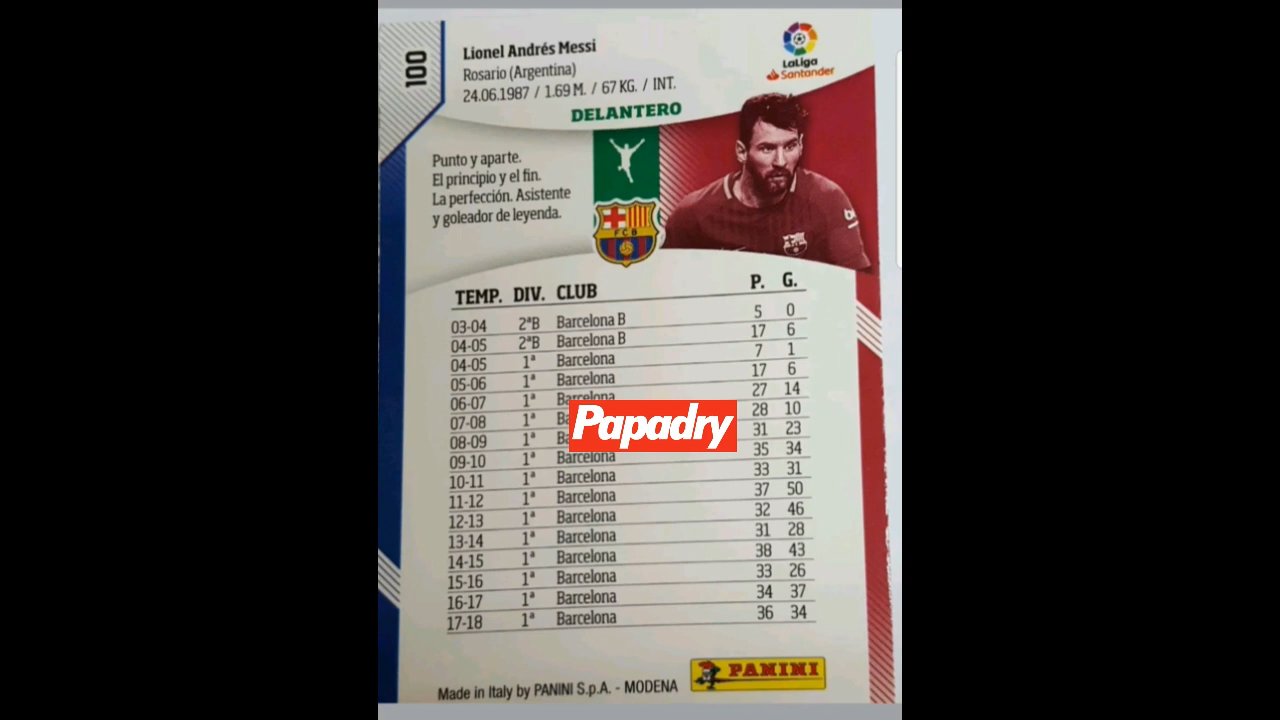 100
Lionel Andrés Messi
Rosario (Argentina)
24.06.1987 / 1.69 M. / 67 KG. / INT.
DELANTERO
LaLiga
Santander
Punto y aparte.
El principio y el fin.
La perfección. Asistente
y goleador de leyenda.
FCB
TEMP. DIV. CLUB P. G.
03-04 2ªB Barcelona B 5 0
04-05 2ªB Barcelona B 17 6
04-05 1ª Barcelona 7 1
05-06 1ª Barcelona 17 6
06-07 1ª Barcelona 27 14
07-08 1ª 28 10
08-09 1ª 31 23
09-10 1ª Barcelona 35 34
10-11 1ª Barcelona 33 31
11-12 1ª Barcelona 37 50
12-13 1ª Barcelona 32 46
13-14 1ª Barcelona 31 28
14-15 1ª Barcelona 38 43
15-16 1ª Barcelona 33 26
16-17 1ª Barcelona 34 37
17-18 1ª Barcelona 36 34
Papadry
PANINI
Made in Italy by PANINI S.p.A. - MODENA